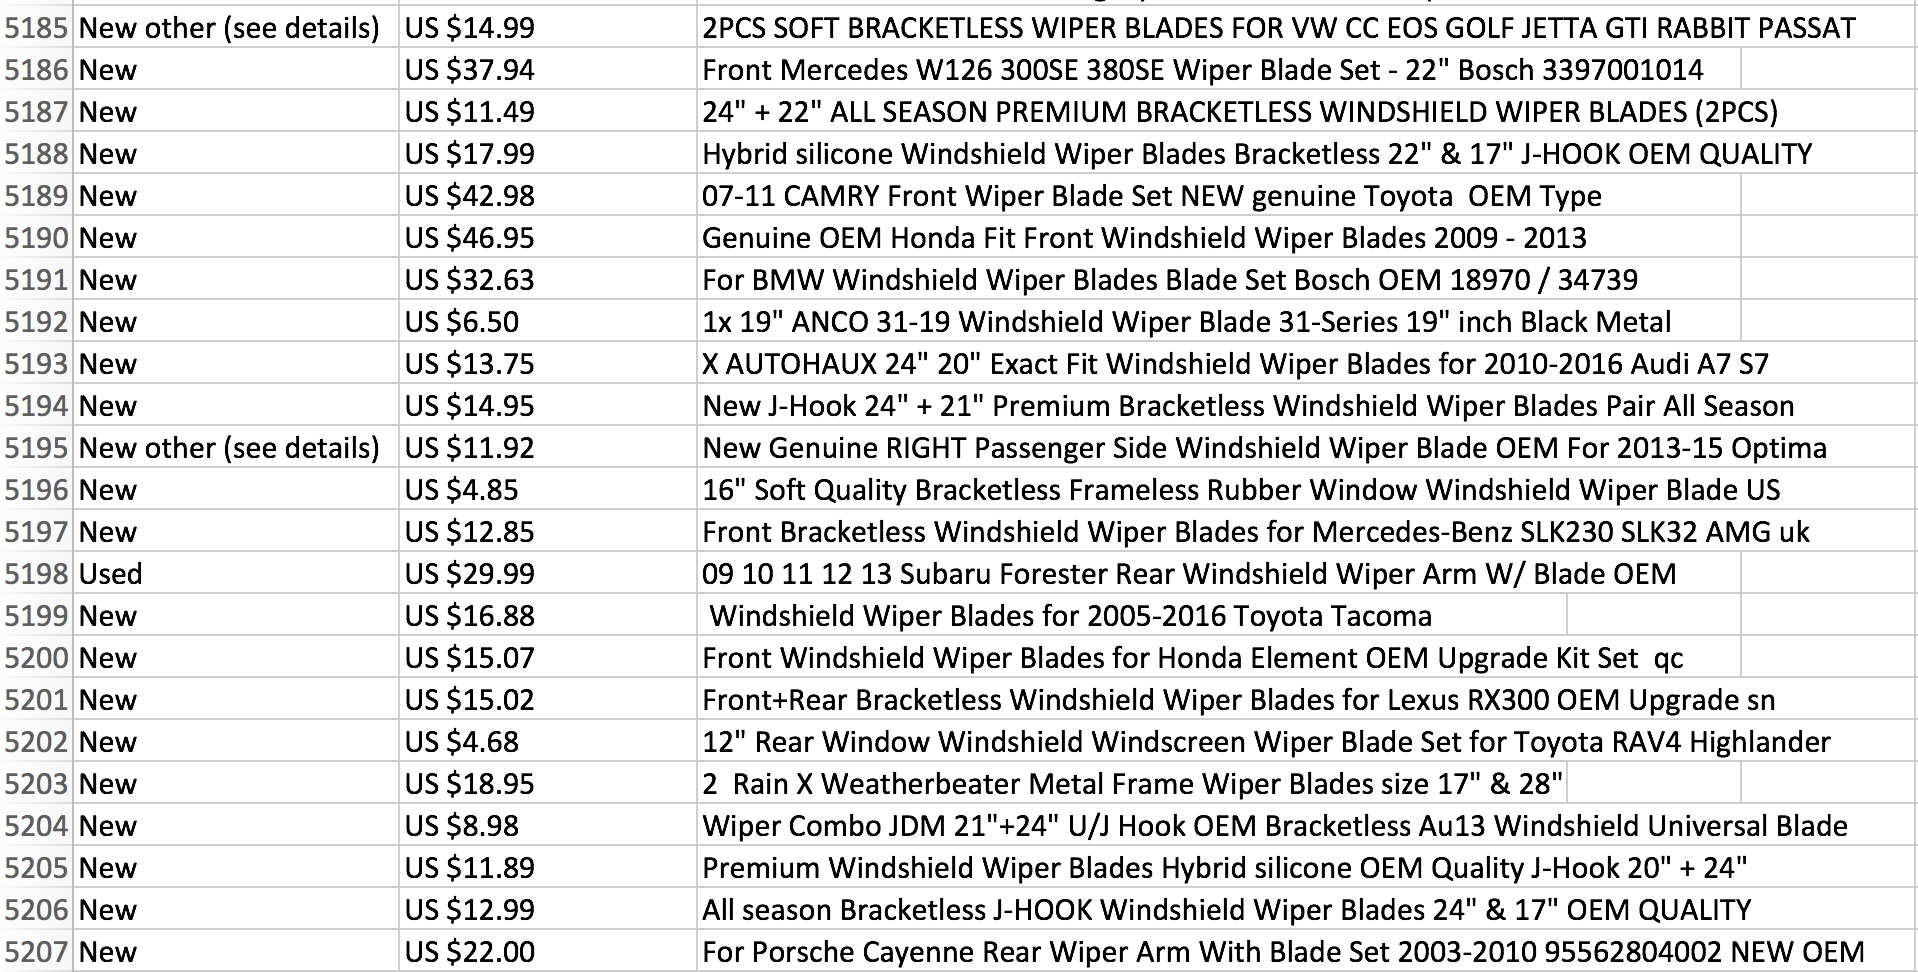 5185 New other (see details) US $14.99 2PCS SOFT BRACKETLESS WIPER BLADES FOR VW CC EOS GOLF JETTA GTI RABBIT PASSAT
5186 New US $37.94 Front Mercedes W126 300SE 380SE Wiper Blade Set - 22" Bosch 3397001014
5187 New US $11.49 24" + 22" ALL SEASON PREMIUM BRACKETLESS WINDSHIELD WIPER BLADES (2PCS)
5188 New US $17.99 Hybrid silicone Windshield Wiper Blades Bracketless 22" & 17" J-HOOK OEM QUALITY
5189 New US $42.98 07-11 CAMRY Front Wiper Blade Set NEW genuine Toyota  OEM Type
5190 New US $46.95 Genuine OEM Honda Fit Front Windshield Wiper Blades 2009 - 2013
5191 New US $32.63 For BMW Windshield Wiper Blades Blade Set Bosch OEM 18970 / 34739
5192 New US $6.50 1x 19" ANCO 31-19 Windshield Wiper Blade 31-Series 19" inch Black Metal
5193 New US $13.75 X AUTOHAUX 24" 20" Exact Fit Windshield Wiper Blades for 2010-2016 Audi A7 S7
5194 New US $14.95 New J-Hook 24" + 21" Premium Bracketless Windshield Wiper Blades Pair All Season
5195 New other (see details) US $11.92 New Genuine RIGHT Passenger Side Windshield Wiper Blade OEM For 2013-15 Optima
5196 New US $4.85 16" Soft Quality Bracketless Frameless Rubber Window Windshield Wiper Blade US
5197 New US $12.85 Front Bracketless Windshield Wiper Blades for Mercedes-Benz SLK230 SLK32 AMG uk
5198 Used US $29.99 09 10 11 12 13 Subaru Forester Rear Windshield Wiper Arm W/ Blade OEM
5199 New US $16.88 Windshield Wiper Blades for 2005-2016 Toyota Tacoma
5200 New US $15.07 Front Windshield Wiper Blades for Honda Element OEM Upgrade Kit Set  qc
5201 New US $15.02 Front+Rear Bracketless Windshield Wiper Blades for Lexus RX300 OEM Upgrade sn
5202 New US $4.68 12" Rear Window Windshield Windscreen Wiper Blade Set for Toyota RAV4 Highlander
5203 New US $18.95 2  Rain X Weatherbeater Metal Frame Wiper Blades size 17" & 28"
5204 New US $8.98 Wiper Combo JDM 21"+24" U/J Hook OEM Bracketless Au13 Windshield Universal Blade
5205 New US $11.89 Premium Windshield Wiper Blades Hybrid silicone OEM Quality J-Hook 20" + 24"
5206 New US $12.99 All season Bracketless J-HOOK Windshield Wiper Blades 24" & 17" OEM QUALITY
5207 New US $22.00 For Porsche Cayenne Rear Wiper Arm With Blade Set 2003-2010 95562804002 NEW OEM